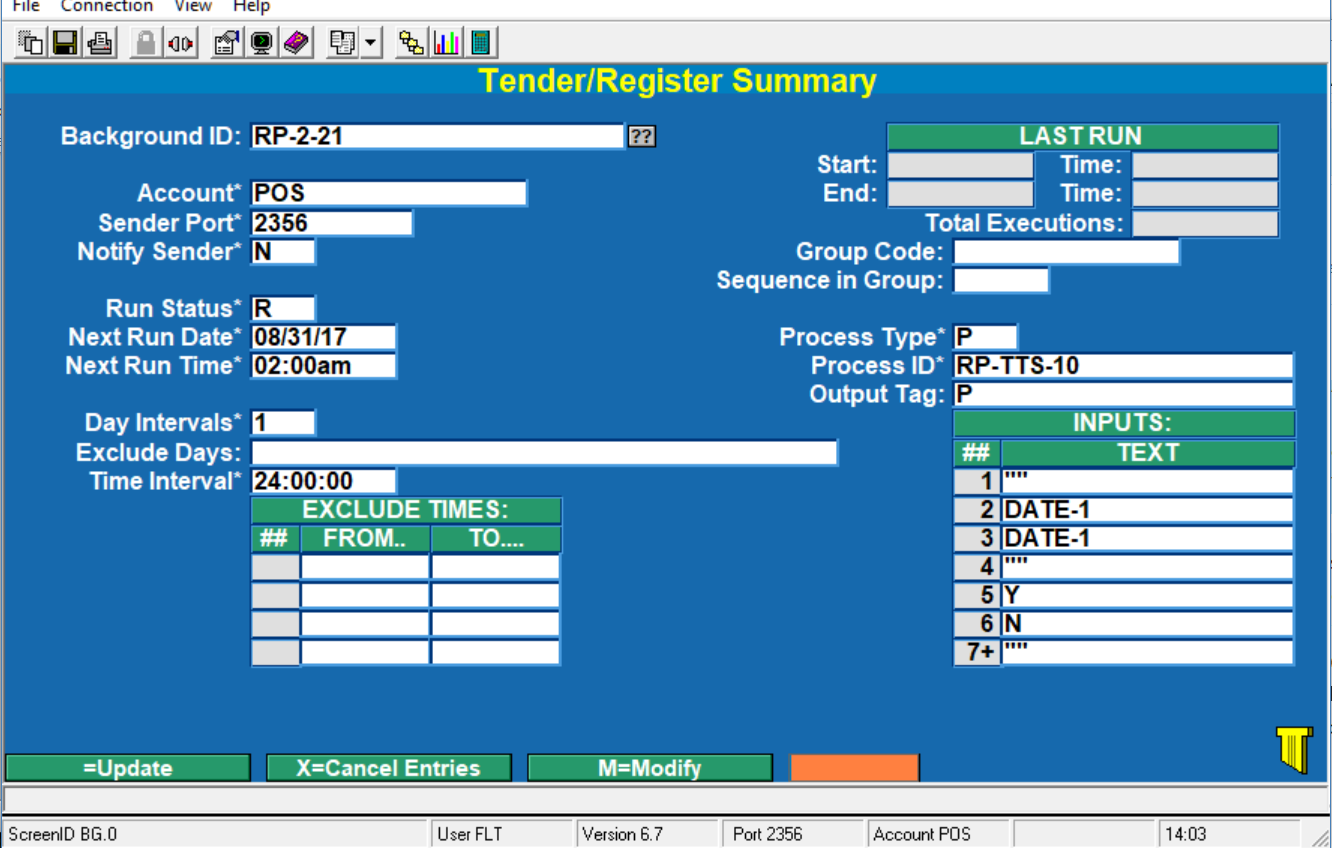 File Connection View Help
Tender/Register Summary
Background ID: RP-2-21 ??
LAST RUN
Start: Time:
Account* POS
End: Time:
Sender Port* 2356
Total Executions:
Notify Sender* N
Group Code:
Sequence in Group:
Run Status* R
Next Run Date* 08/31/17
Process Type* P
Next Run Time* 02:00am
Process ID* RP-TTS-10
Output Tag: P
Day Intervals* 1
INPUTS:
Exclude Days:
## TEXT
Time Interval* 24:00:00
1 """
EXCLUDE TIMES:
2 DATE-1
## FROM.. TO....
3 DATE-1
4 """
5 Y
6 N
7+ """
=Update X=Cancel Entries M=Modify
ScreenID BG.0 User FLT Version 6.7 Port 2356 Account POS 14:03